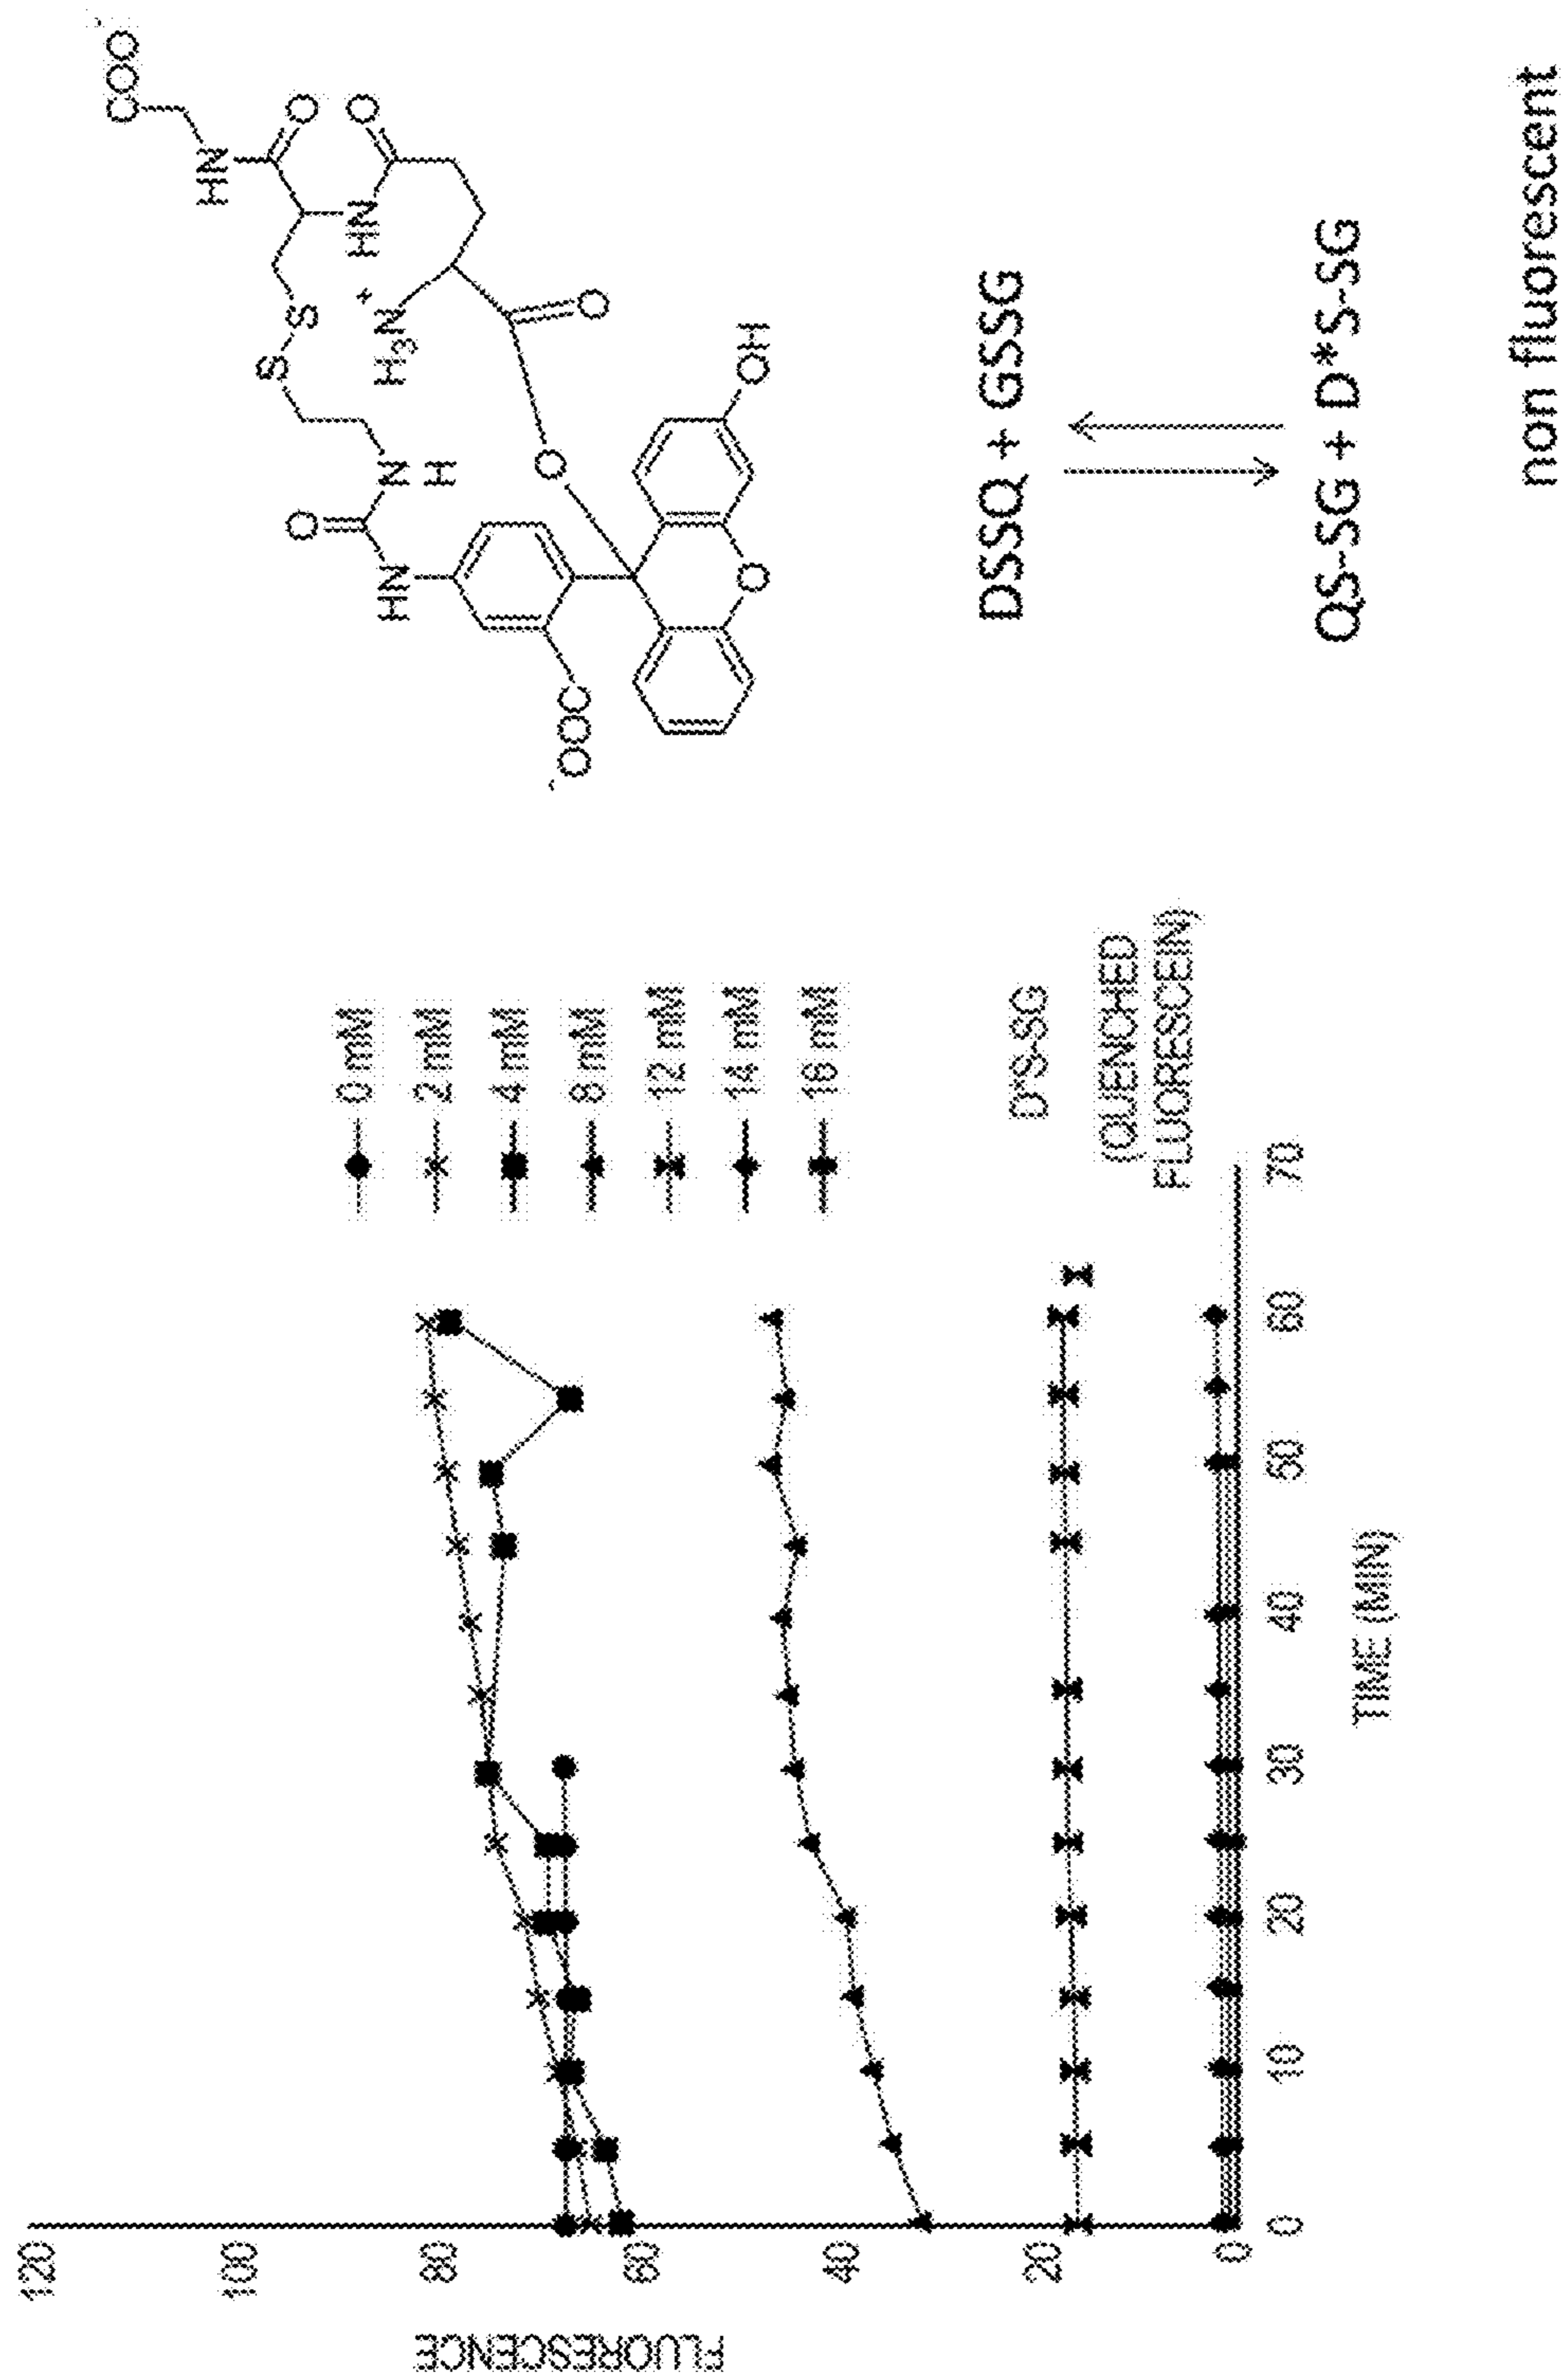 FLUORESCENCE
120
100
80
60
40
20
0
0 10 20 30 40 50 60 70
TIME (MIN)
0 mM
2 mM
4 mM
8 mM
12 mM
14 mM
16 mM
D*S-SG
(QUENCHED
FLUORESCEIN)
COO-
HN
O
O
HN
S
S
H3N+
O
O
N
H
O
HN
-OOC
O
OH
DSSQ + GSSG
QS-SG + D*S-SG
non fluorescent